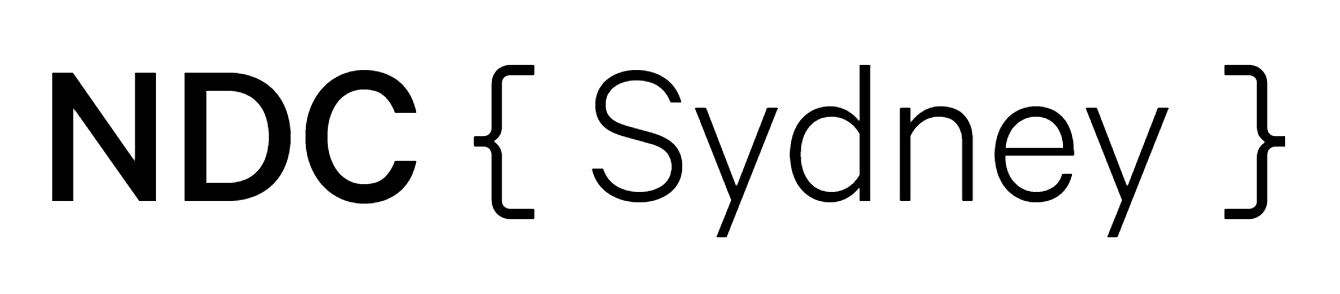 NDC { Sydney }